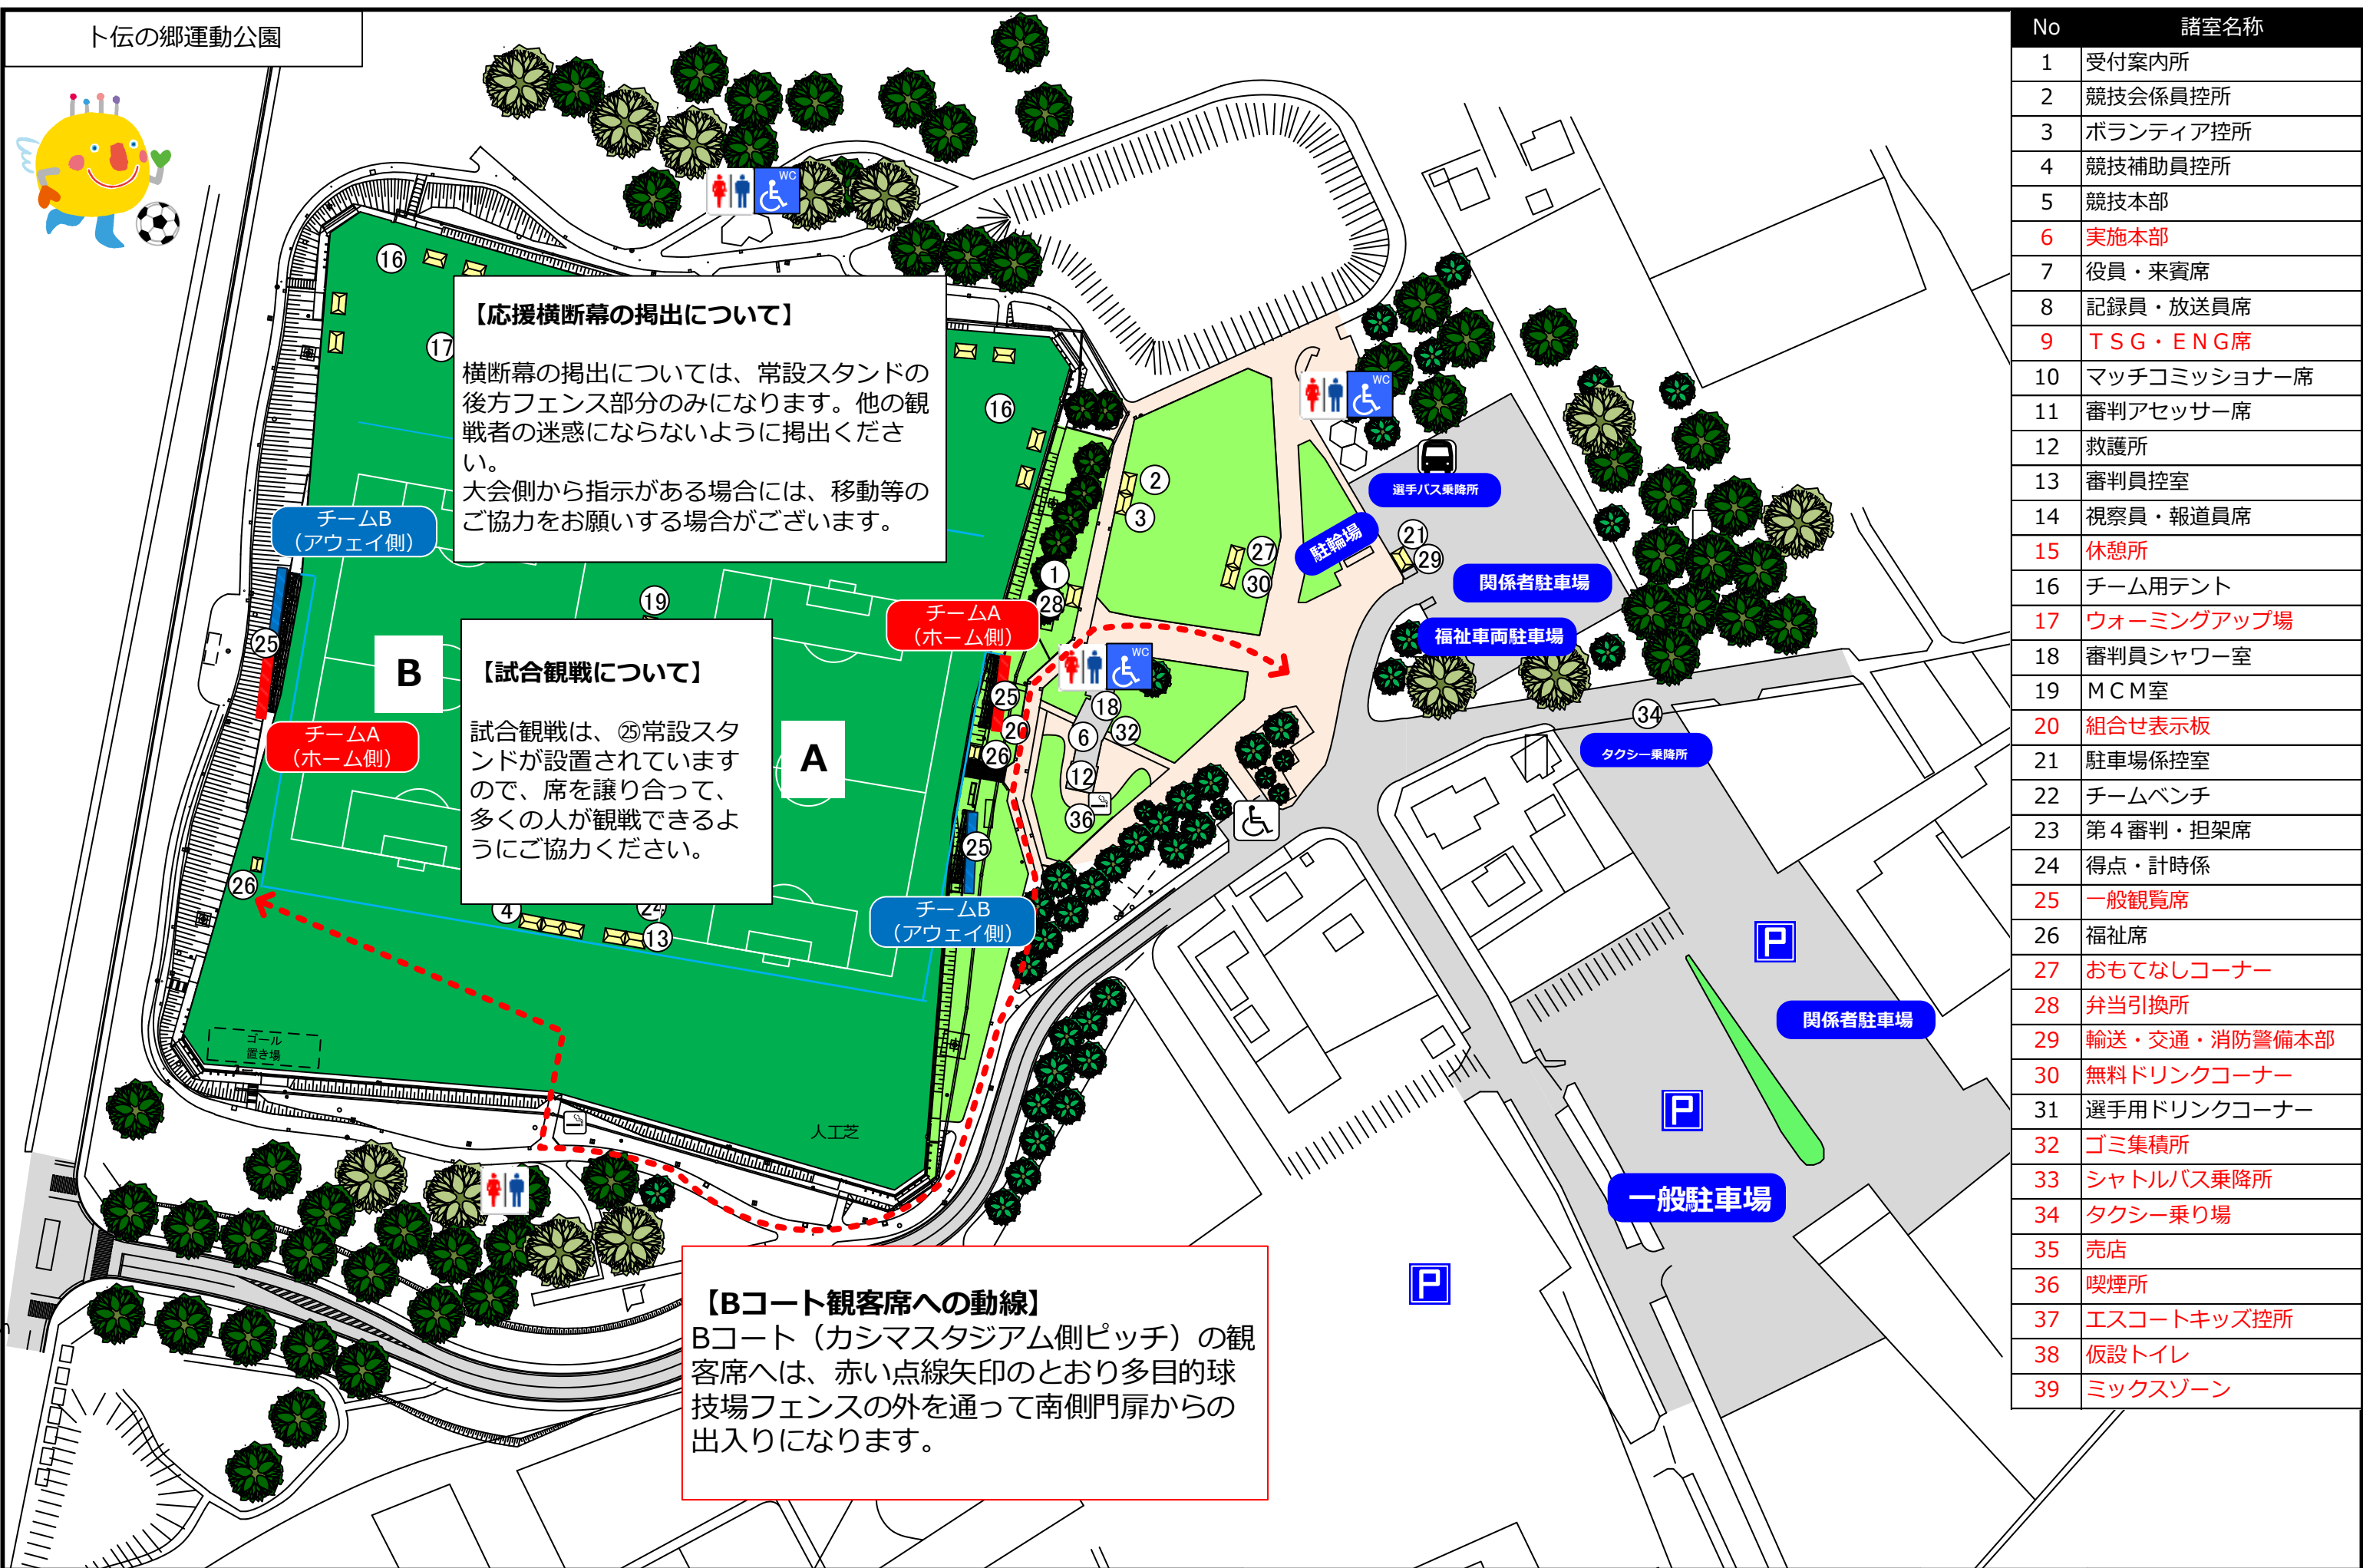 卜伝の郷運動公園
16
17
【応援横断幕の掲出について】
横断幕の掲出については、常設スタンドの
後方フェンス部分のみになります。他の観
戦者の迷惑にならないように掲出くださ
い。
大会側から指示がある場合には、移動等の
ご協力をお願いする場合がございます。
WC
16
WC
2
3
選手バス乗降所
駐輪場
21
29
27
30
関係者駐車場
福祉車両駐車場
チームB
（アウェイ側）
25
B
チームA
（ホーム側）
19
【試合観戦について】
試合観戦は、㉕常設スタ
ンドが設置されています
ので、席を譲り合って、
多くの人が観戦できるよ
うにご協力ください。
A
1
28
チームA
（ホーム側）
WC
25
20
26
18
6
32
12
36
34
タクシー乗降所
25
26
4
24
13
チームB
（アウェイ側）
ゴール
置き場
人工芝
P
関係者駐車場
P
一般駐車場
P
【Bコート観客席への動線】
Bコート（カシマスタジアム側ピッチ）の観
客席へは、赤い点線矢印のとおり多目的球
技場フェンスの外を通って南側門扉からの
出入りになります。
No 諸室名称
1 受付案内所
2 競技会係員控所
3 ボランティア控所
4 競技補助員控所
5 競技本部
6 実施本部
7 役員・来賓席
8 記録員・放送員席
9 ＴＳＧ・ＥＮＧ席
10 マッチコミッショナー席
11 審判アセッサー席
12 救護所
13 審判員控室
14 視察員・報道員席
15 休憩所
16 チーム用テント
17 ウォーミングアップ場
18 審判員シャワー室
19 ＭＣＭ室
20 組合せ表示板
21 駐車場係控室
22 チームベンチ
23 第４審判・担架席
24 得点・計時係
25 一般観覧席
26 福祉席
27 おもてなしコーナー
28 弁当引換所
29 輸送・交通・消防警備本部
30 無料ドリンクコーナー
31 選手用ドリンクコーナー
32 ゴミ集積所
33 シャトルバス乗降所
34 タクシー乗り場
35 売店
36 喫煙所
37 エスコートキッズ控所
38 仮設トイレ
39 ミックスゾーン